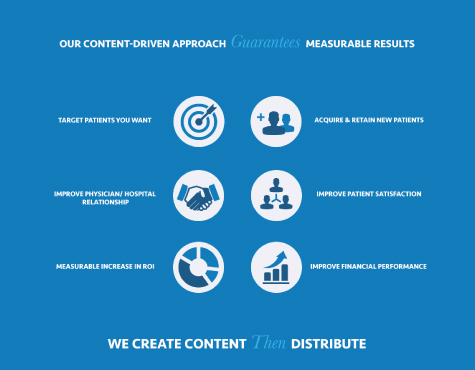 OUR CONTENT-DRIVEN APPROACH Guarantees MEASURABLE RESULTS
TARGET PATIENTS YOU WANT
ACQUIRE & RETAIN NEW PATIENTS
IMPROVE PHYSICIAN/ HOSPITAL
RELATIONSHIP
IMPROVE PATIENT SATISFACTION
MEASURABLE INCREASE IN ROI
IMPROVE FINANCIAL PERFORMANCE
WE CREATE CONTENT Then DISTRIBUTE